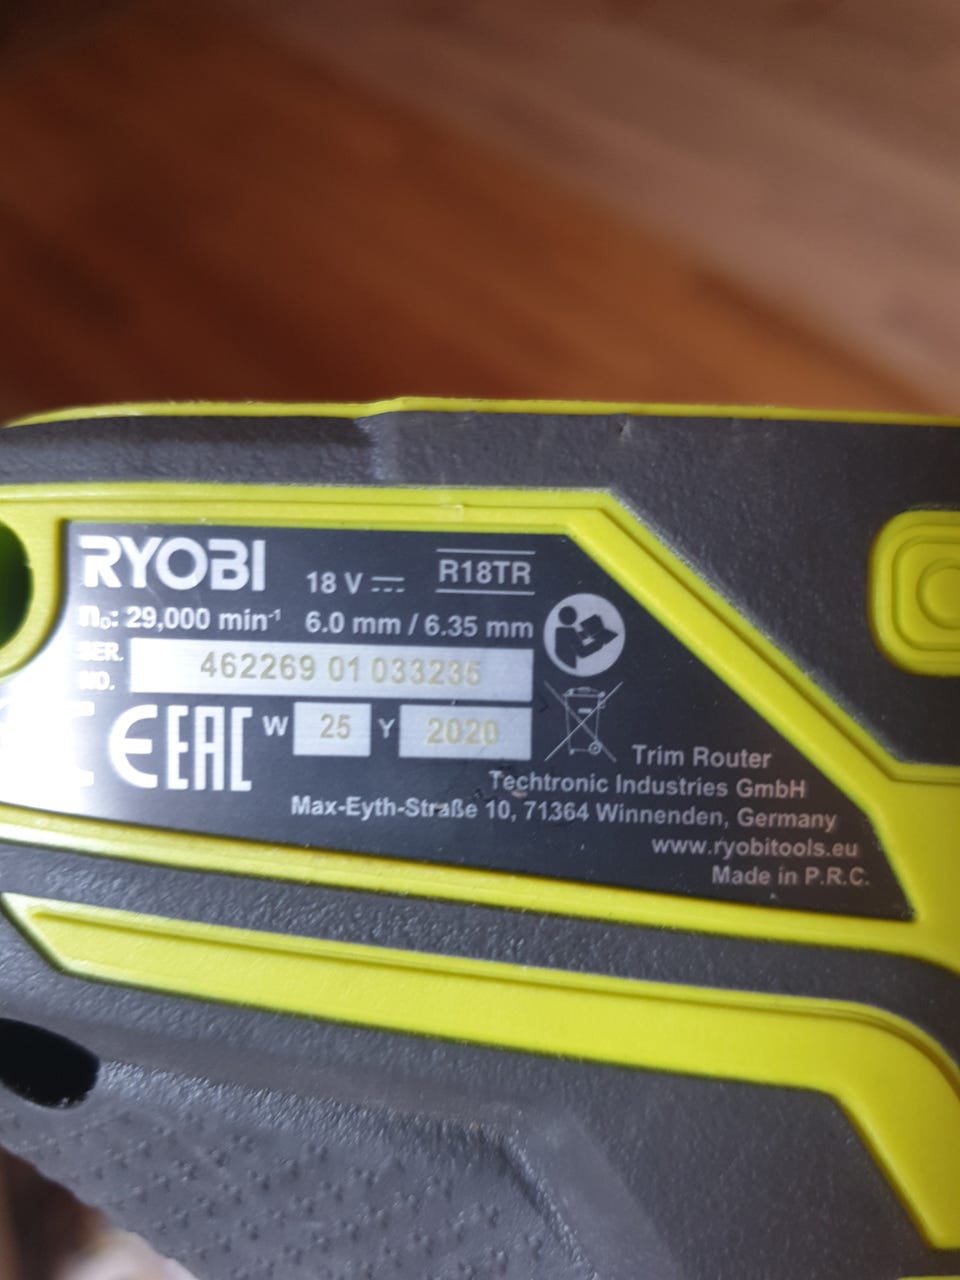 RYOBI
18 V R18TR
n₀: 29,000 min⁻¹ 6.0 mm / 6.35 mm
SER. NO. 462269 01 033235
CE EAC W 25 Y 2020
Trim Router
Techtronic Industries GmbH
Max-Eyth-Straße 10, 71364 Winnenden, Germany
www.ryobitools.eu
Made in P.R.C.